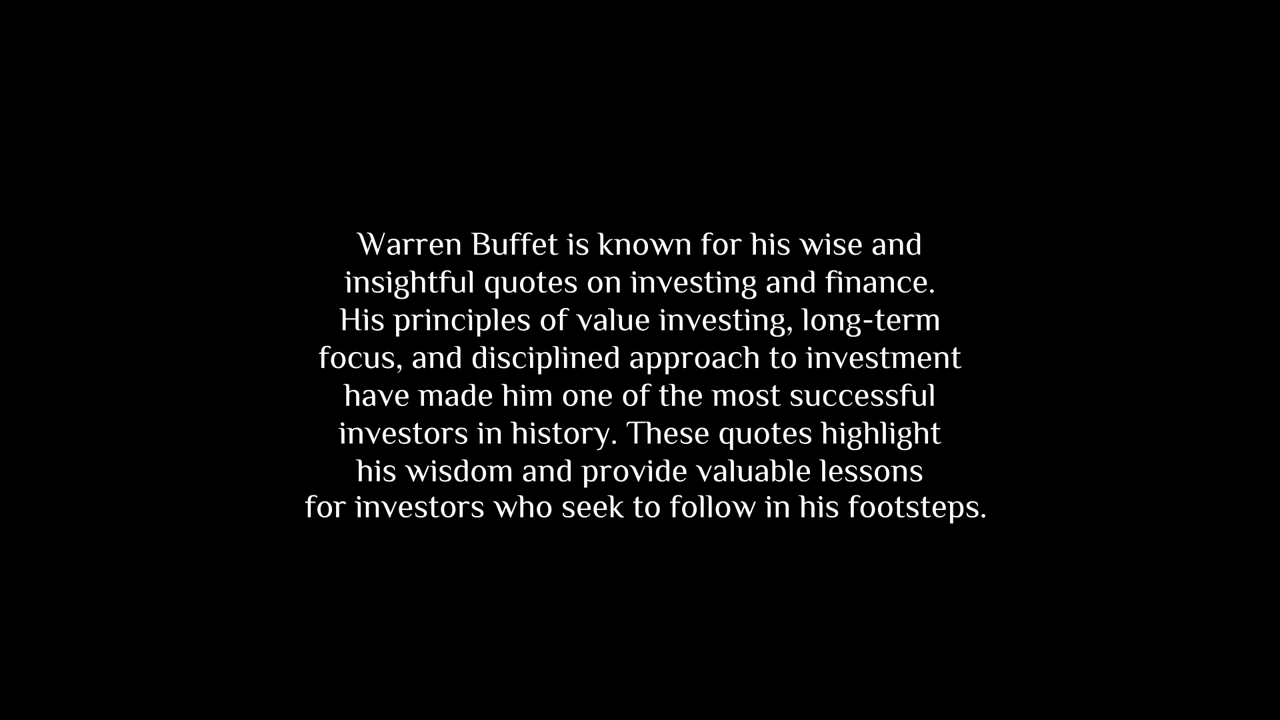 Warren Buffet is known for his wise and
insightful quotes on investing and finance.
His principles of value investing, long-term
focus, and disciplined approach to investment
have made him one of the most successful
investors in history. These quotes highlight
his wisdom and provide valuable lessons
for investors who seek to follow in his footsteps.